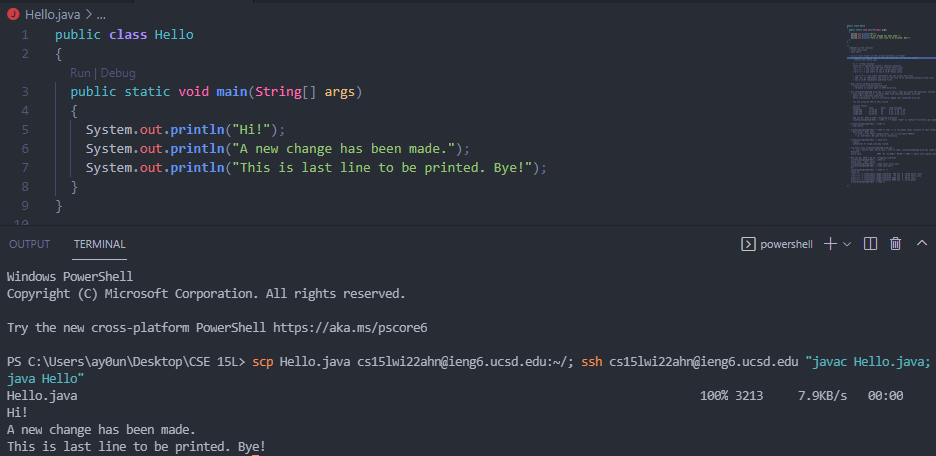 Hello.java > ...
1 public class Hello
2 {
Run | Debug
3 public static void main(String[] args)
4 {
5 System.out.println("Hi!");
6 System.out.println("A new change has been made.");
7 System.out.println("This is last line to be printed. Bye!");
8 }
9 }
10
OUTPUT TERMINAL powershell
Windows PowerShell
Copyright (C) Microsoft Corporation. All rights reserved.
Try the new cross-platform PowerShell https://aka.ms/pscore6
PS C:\Users\ay0un\Desktop\CSE 15L> scp Hello.java cs15lwi22ahn@ieng6.ucsd.edu:~/; ssh cs15lwi22ahn@ieng6.ucsd.edu "javac Hello.java;
java Hello"
Hello.java 100% 3213 7.9KB/s 00:00
Hi!
A new change has been made.
This is last line to be printed. Bye!